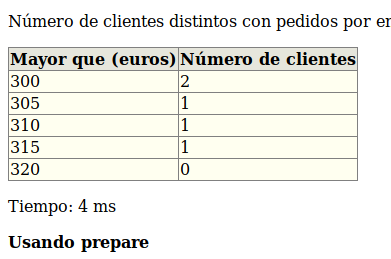 Número de clientes distintos con pedidos por
Mayor que (euros) Número de clientes
300 2
305 1
310 1
315 1
320 0
Tiempo: 4 ms
Usando prepare